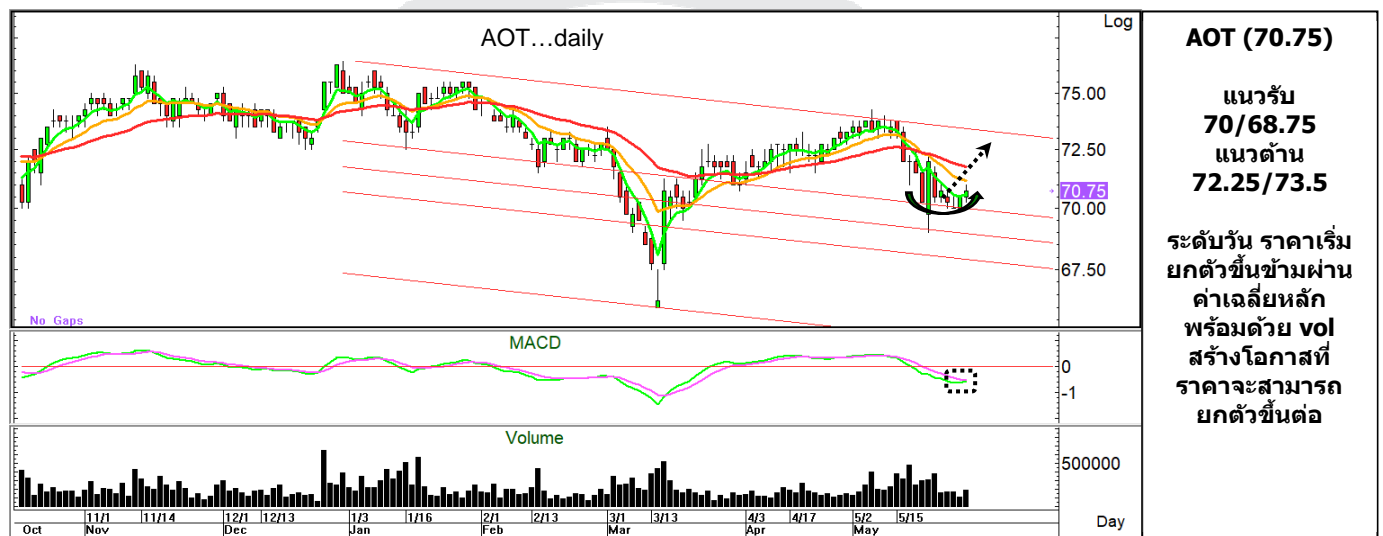 AOT...daily
Log
75.00
72.50
70.75
70.00
67.50
No Gaps
MACD
0
-1
Volume
500000
11/1 11/14 12/1 12/13 1/3 1/16 2/1 2/13 3/1 3/13 4/3 4/17 5/2 5/15
Oct Nov Dec Jan Feb Mar Apr May
Day
AOT (70.75)
แนวรับ
70/68.75
แนวต้าน
72.25/73.5
ระดับวัน ราคาเริ่ม
ยกตัวขึ้นข้ามผ่าน
ค่าเฉลี่ยหลัก
พร้อมด้วย vol
สร้างโอกาสที่
ราคาจะสามารถ
ยกตัวขึ้นต่อ